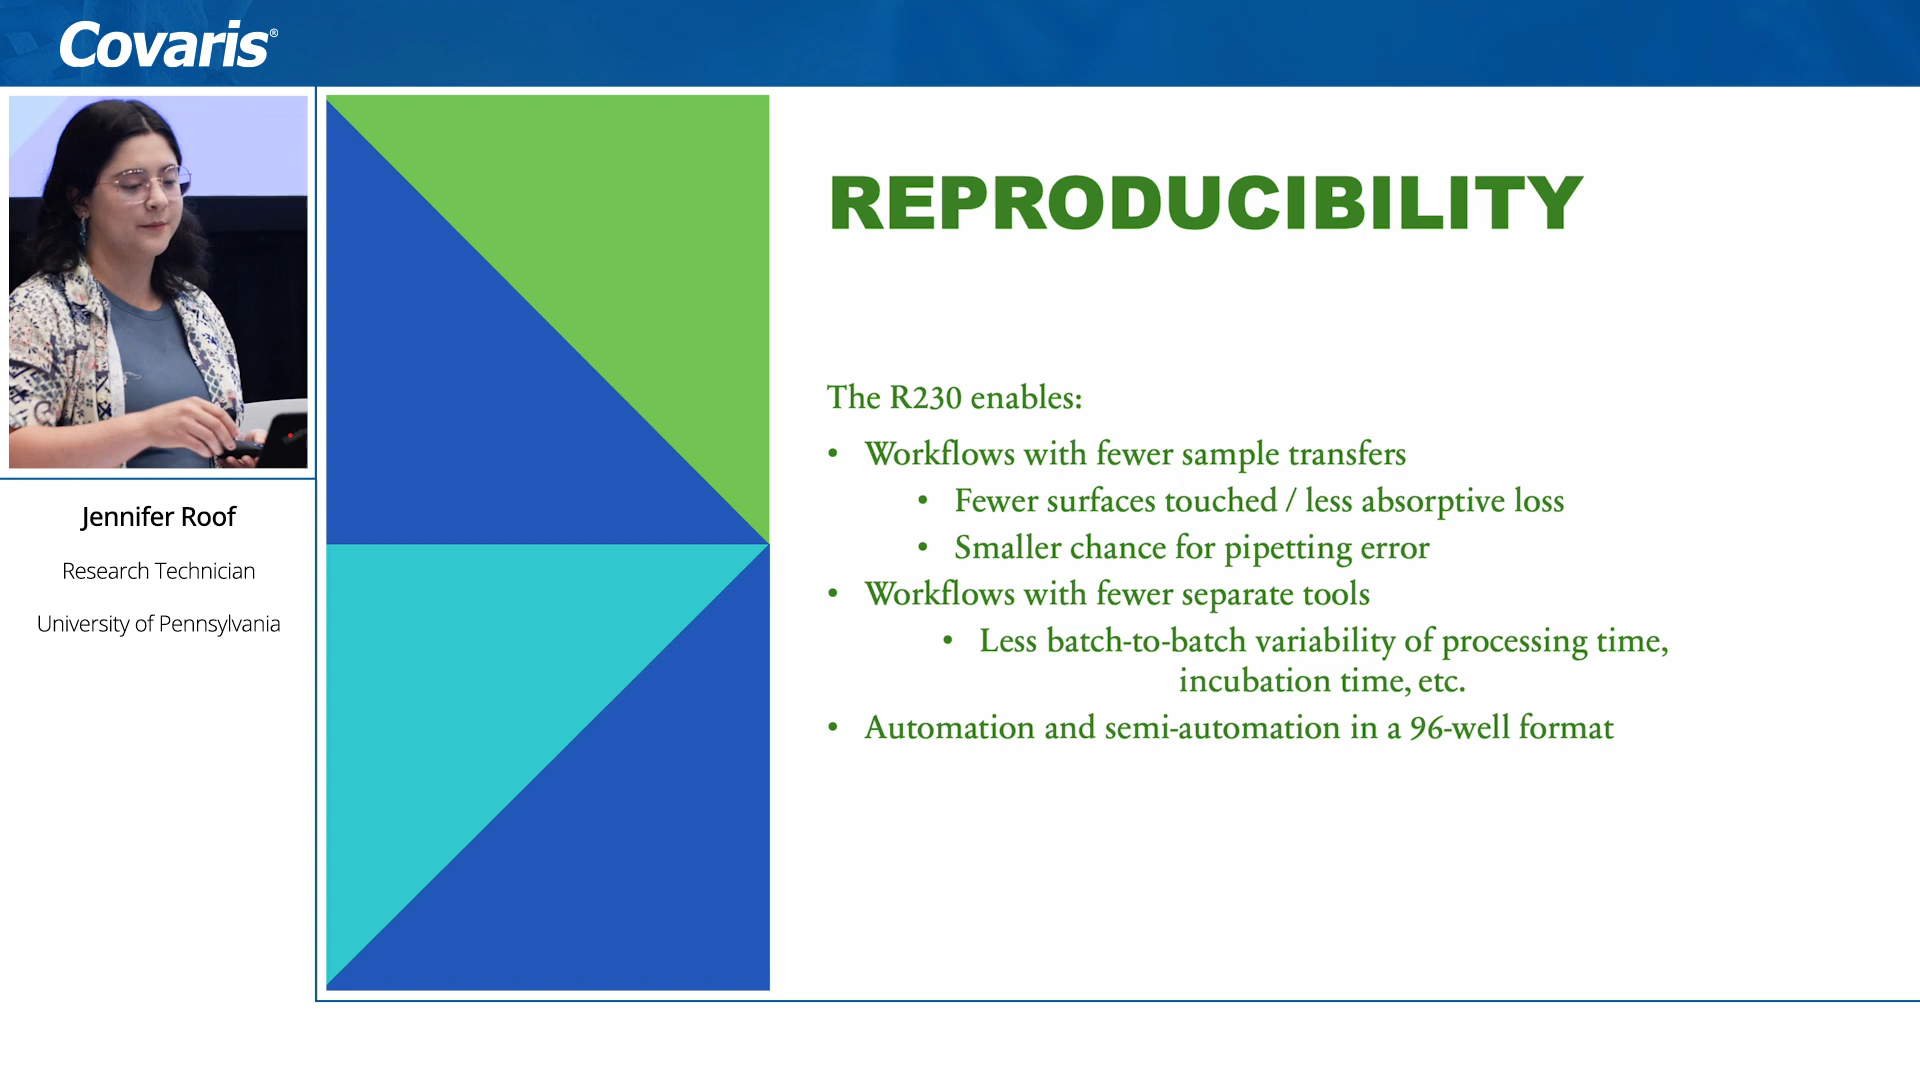 Covaris®
Jennifer Roof
Research Technician
University of Pennsylvania
REPRODUCIBILITY
The R230 enables:
• Workflows with fewer sample transfers
• Fewer surfaces touched / less absorptive loss
• Smaller chance for pipetting error
• Workflows with fewer separate tools
• Less batch-to-batch variability of processing time,
incubation time, etc.
• Automation and semi-automation in a 96-well format